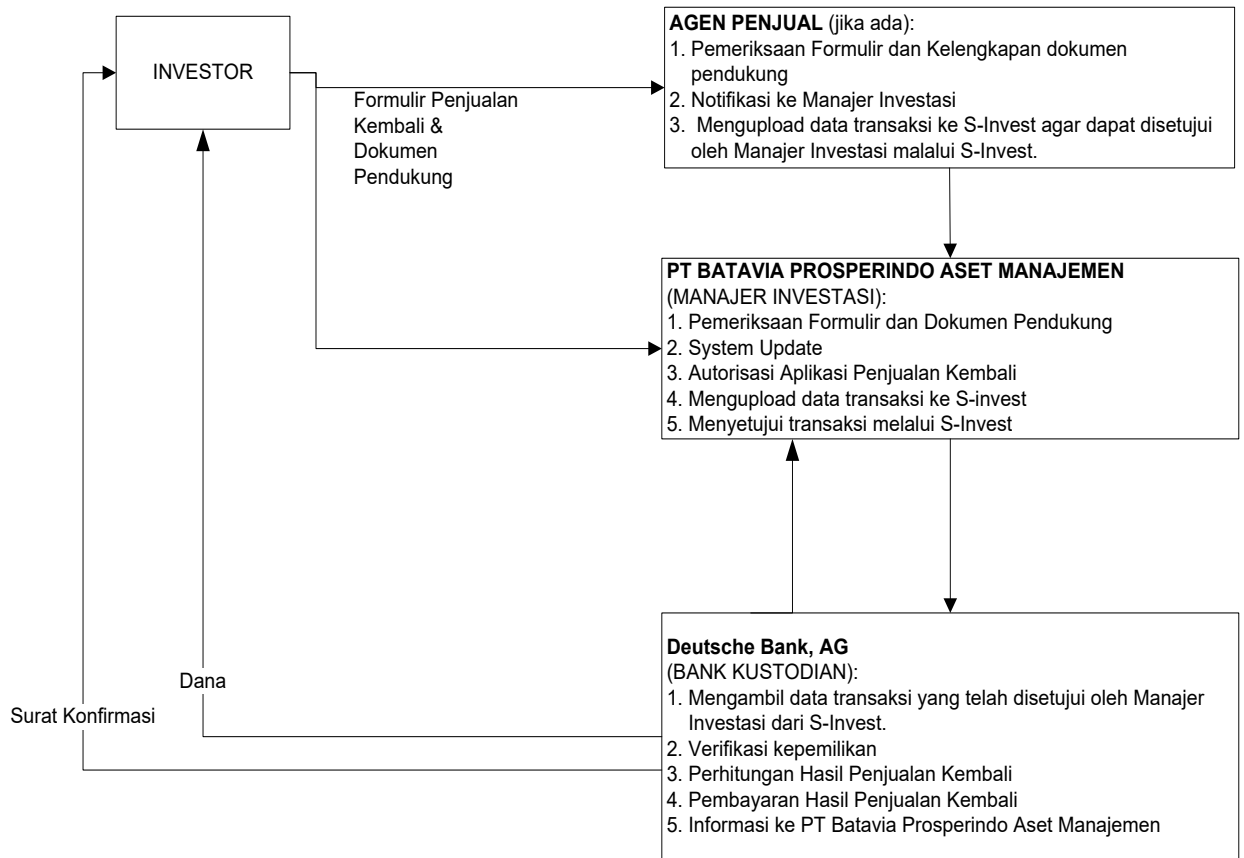 INVESTOR
Formulir Penjualan
Kembali &
Dokumen
Pendukung
AGEN PENJUAL (jika ada):
1. Pemeriksaan Formulir dan Kelengkapan dokumen
pendukung
2. Notifikasi ke Manajer Investasi
3. Mengupload data transaksi ke S-Invest agar dapat disetujui
oleh Manajer Investasi malalui S-Invest.
PT BATAVIA PROSPERINDO ASET MANAJEMEN
(MANAJER INVESTASI):
1. Pemeriksaan Formulir dan Dokumen Pendukung
2. System Update
3. Autorisasi Aplikasi Penjualan Kembali
4. Mengupload data transaksi ke S-invest
5. Menyetujui transaksi melalui S-Invest
Deutsche Bank, AG
(BANK KUSTODIAN):
1. Mengambil data transaksi yang telah disetujui oleh Manajer
Investasi dari S-Invest.
2. Verifikasi kepemilikan
3. Perhitungan Hasil Penjualan Kembali
4. Pembayaran Hasil Penjualan Kembali
5. Informasi ke PT Batavia Prosperindo Aset Manajemen
Dana
Surat Konfirmasi